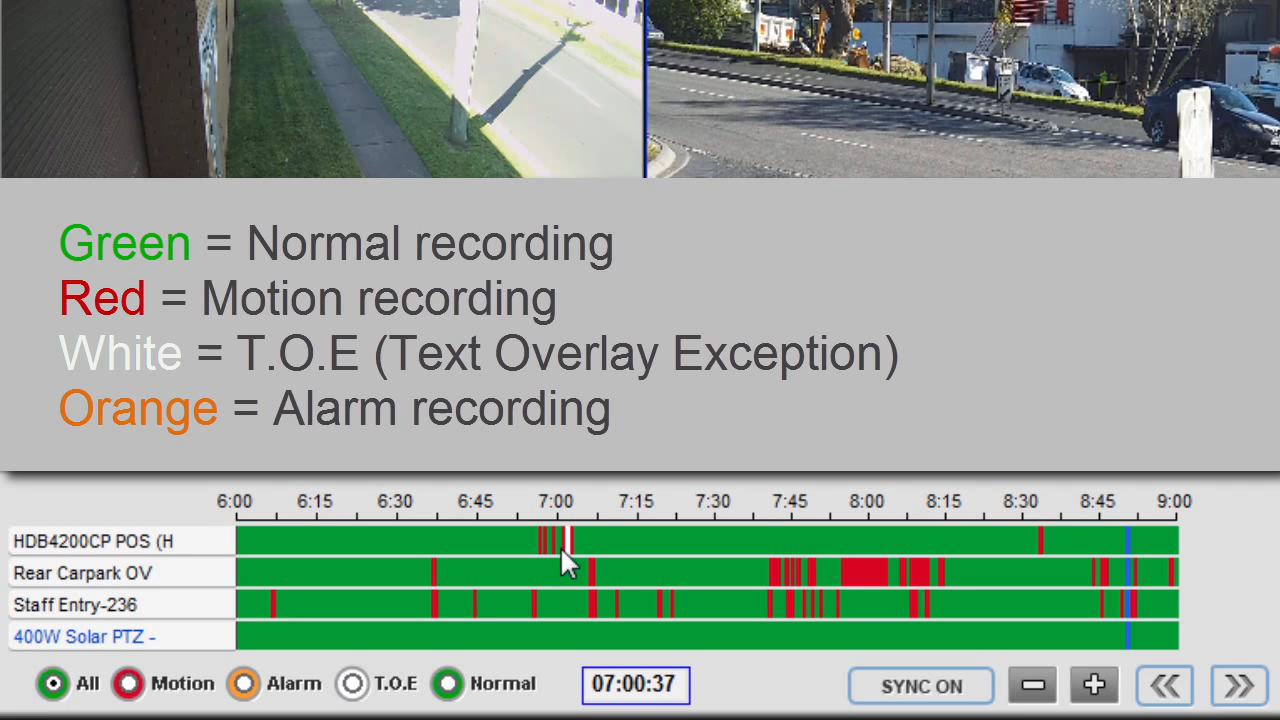 Green = Normal recording
Red = Motion recording
White = T.O.E (Text Overlay Exception)
Orange = Alarm recording
6:00 6:15 6:30 6:45 7:00 7:15 7:30 7:45 8:00 8:15 8:30 8:45 9:00
HDB4200CP POS (H
Rear Carpark OV
Staff Entry-236
400W Solar PTZ -
All Motion Alarm T.O.E Normal 07:00:37 SYNC ON